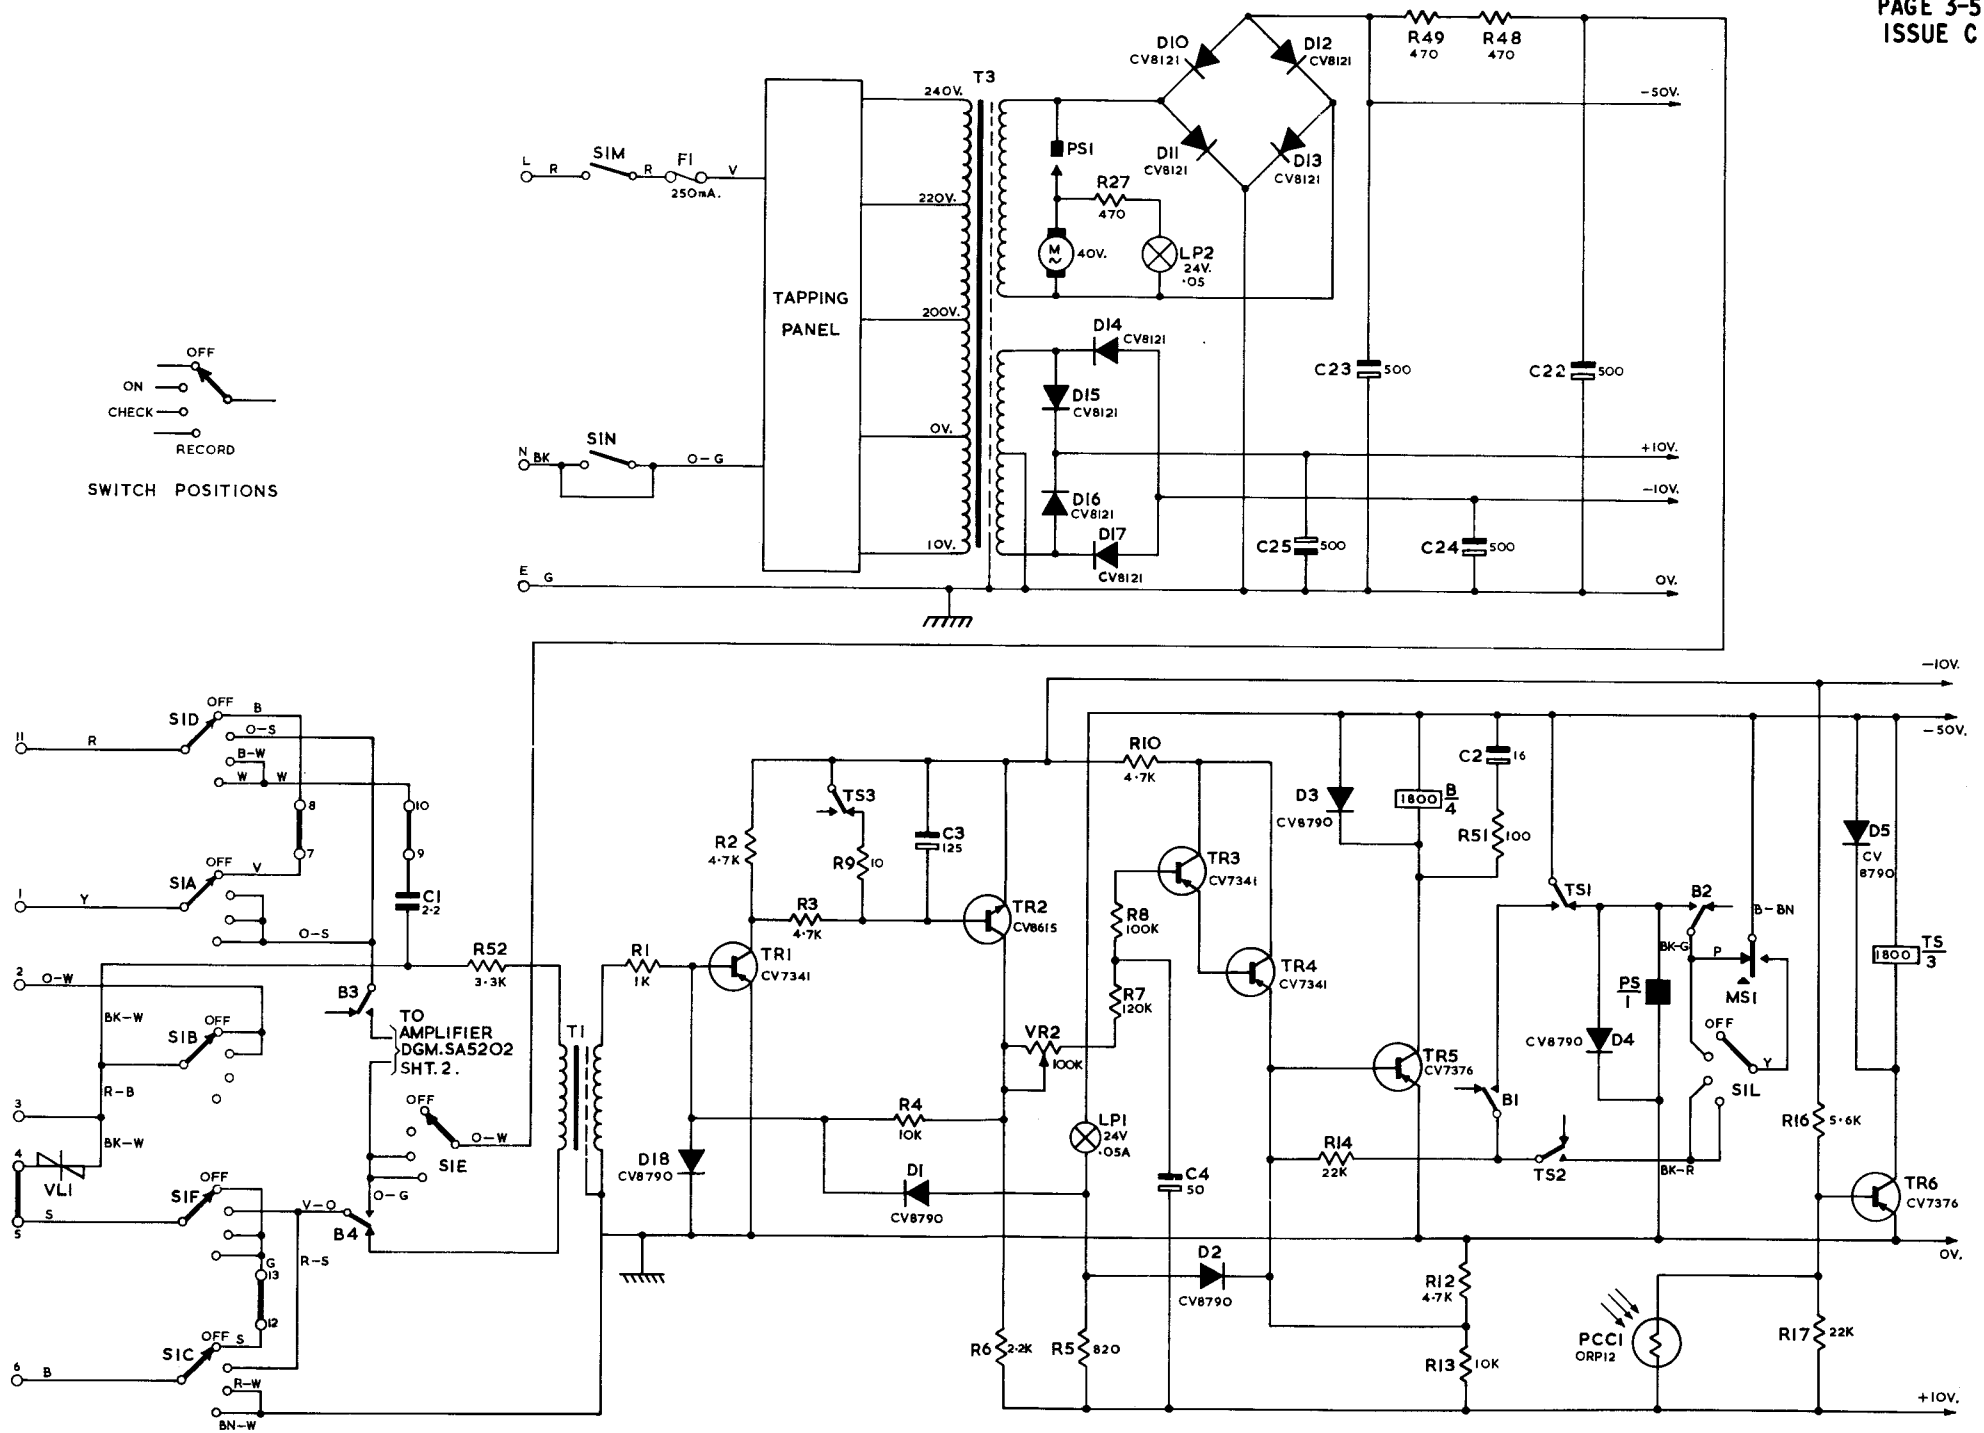 PAGE 3-5
ISSUE C
D10
CV8121
D12
CV8121
R49
470
R48
470
T3
240V.
-50V.
L
R
S1M
R
F1
250mA.
V
PS1
D11
CV8121
D13
CV8121
R27
470
220V.
M
~
40V.
LP2
24V.
.05
TAPPING
PANEL
200V.
D14
CV8121
C23
500
C22
500
OFF
ON
CHECK
RECORD
SWITCH POSITIONS
D15
CV8121
0V.
S1N
N
BK
O-G
+10V.
-10V.
D16
CV8121
D17
CV8121
10V.
C25
500
C24
500
E
G
0V.
-10V.
-50V.
11
R
S1D
OFF
B
O-S
B-W
W
W
8
7
10
9
C1
2.2
1
Y
S1A
OFF
V
O-S
R2
4.7K
TS3
R9
10
C3
125
R3
4.7K
TR2
CV8615
R10
4.7K
TR3
CV7341
D3
CV8790
1800
B
4
C2
16
R51
100
TS1
B2
B-BN
D5
CV
8790
1800
TS
3
2
O-W
R52
3.3K
R1
1K
TR1
CV7341
R8
100K
R7
120K
TR4
CV7341
BK-G
P
PS
1
MS1
B3
TO
AMPLIFIER
DGM.SA5202
SHT. 2.
T1
BK-W
S1B
OFF
VR2
100K
TR5
CV7376
CV8790
D4
OFF
Y
S1L
B1
R-B
3
BK-W
OFF
S1E
O-W
R4
10K
LP1
24V
.05A
R16
5.6K
4
VL1
D18
CV8790
D1
CV8790
C4
50
R14
22K
TS2
BK-R
TR6
CV7376
S1F
OFF
O-G
V-O
B4
S
5
R-S
G
13
12
D2
CV8790
0V.
R12
4.7K
PCC1
ORP12
R17
22K
R6
2.2K
R5
820
R13
10K
S1C
OFF
S
6
B
R-W
BN-W
+10V.